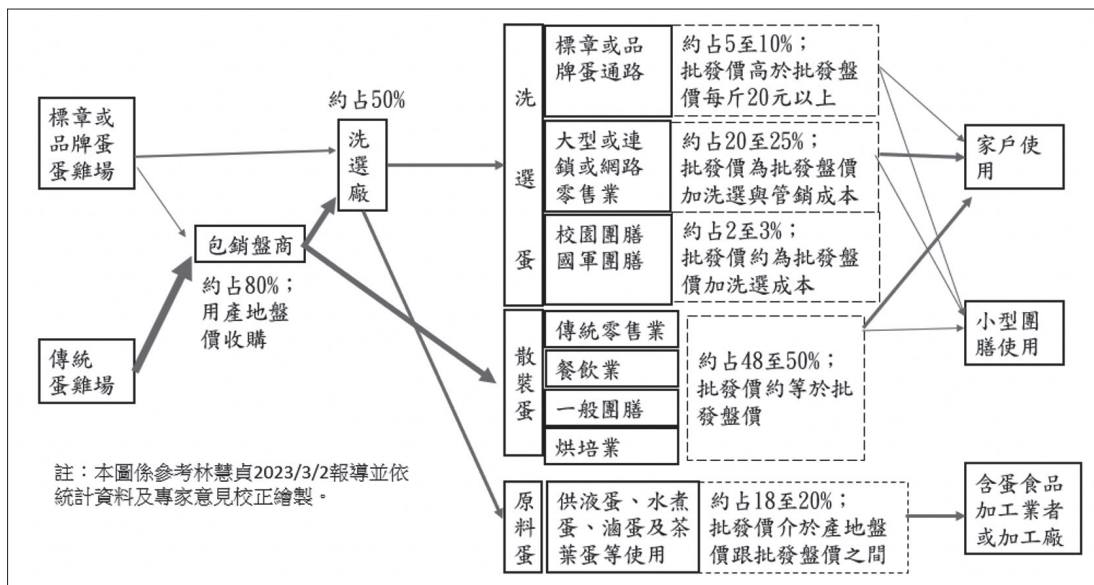 標章或
品牌蛋
蛋雞場
傳統
蛋雞場
包銷盤商
約占80%；
用產地盤
價收購
約占50%
洗
選
廠
洗
選
蛋
標章或品
牌蛋通路
約占5至10%；
批發價高於批發盤
價每斤20元以上
大型或連
鎖或網路
零售業
約占20至25%；
批發價為批發盤價
加洗選與管銷成本
校園團膳
國軍團膳
約占2至3%；
批發價約為批發盤
價加洗選成本
散
裝
蛋
傳統零售業
餐飲業
一般團膳
烘培業
約占48至50%；
批發價約等於批
發盤價
原
料
蛋
供液蛋、水煮
蛋、滷蛋及茶
葉蛋等使用
約占18至20%；
批發價介於產地盤
價跟批發盤價之間
家戶使
用
小型團
膳使用
含蛋食品
加工業者
或加工廠
註：本圖係參考林慧貞2023/3/2報導並依
統計資料及專家意見校正繪製。